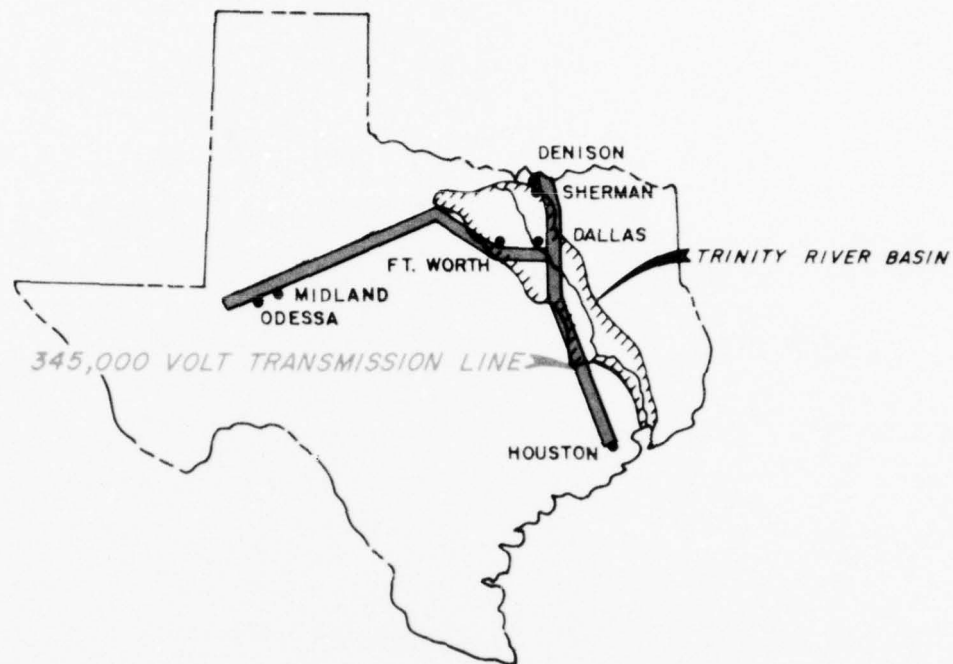 DENISON
SHERMAN
DALLAS
FT. WORTH
TRINITY RIVER BASIN
MIDLAND
ODESSA
345,000 VOLT TRANSMISSION LINE
HOUSTON